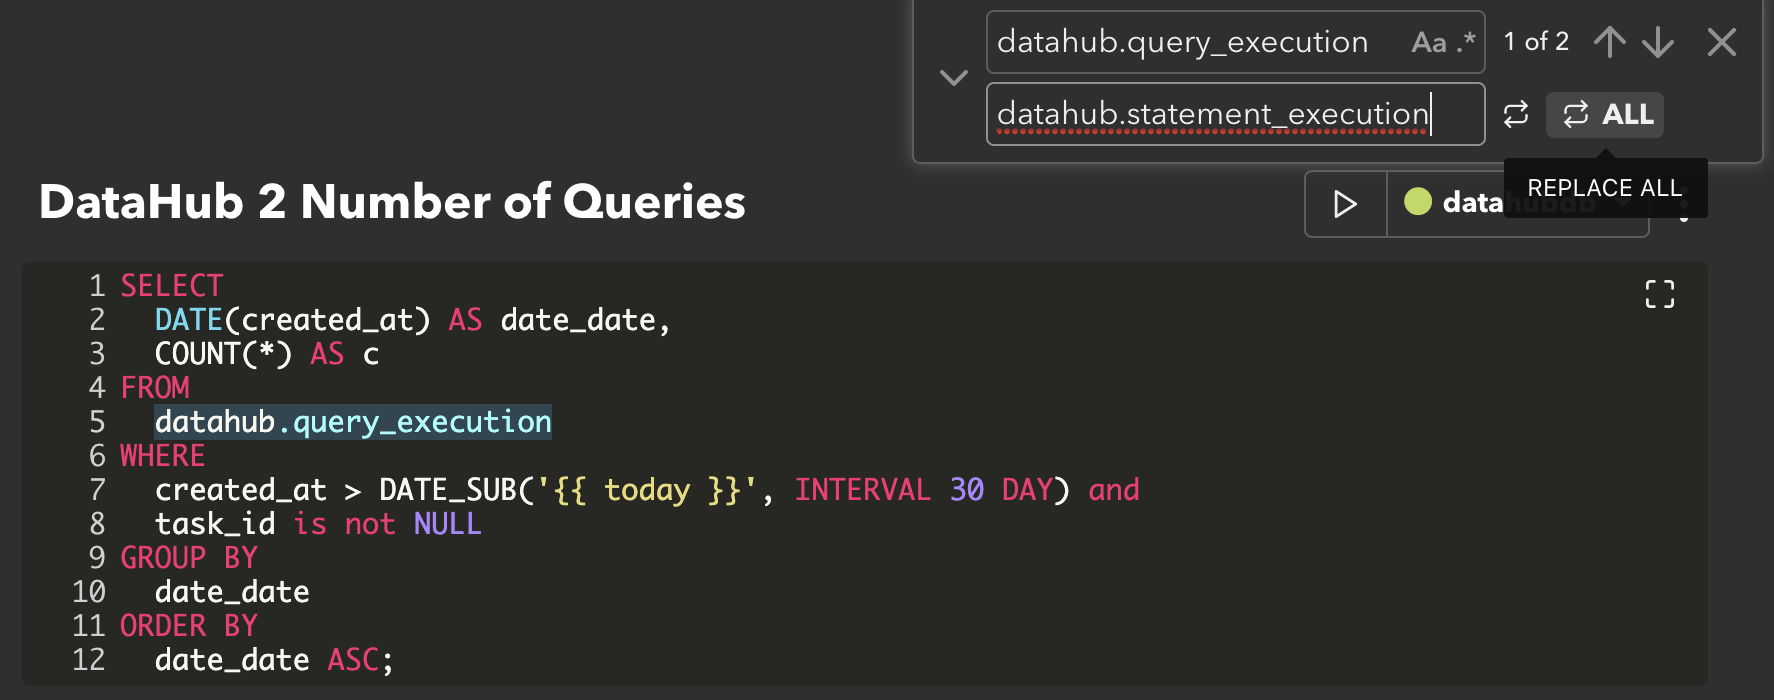 datahub.query_execution Aa .* 1 of 2
datahub.statement_execution ALL
REPLACE ALL
DataHub 2 Number of Queries
datahubdb
1 SELECT
2 DATE(created_at) AS date_date,
3 COUNT(*) AS c
4 FROM
5 datahub.query_execution
6 WHERE
7 created_at > DATE_SUB('{{ today }}', INTERVAL 30 DAY) and
8 task_id is not NULL
9 GROUP BY
10 date_date
11 ORDER BY
12 date_date ASC;